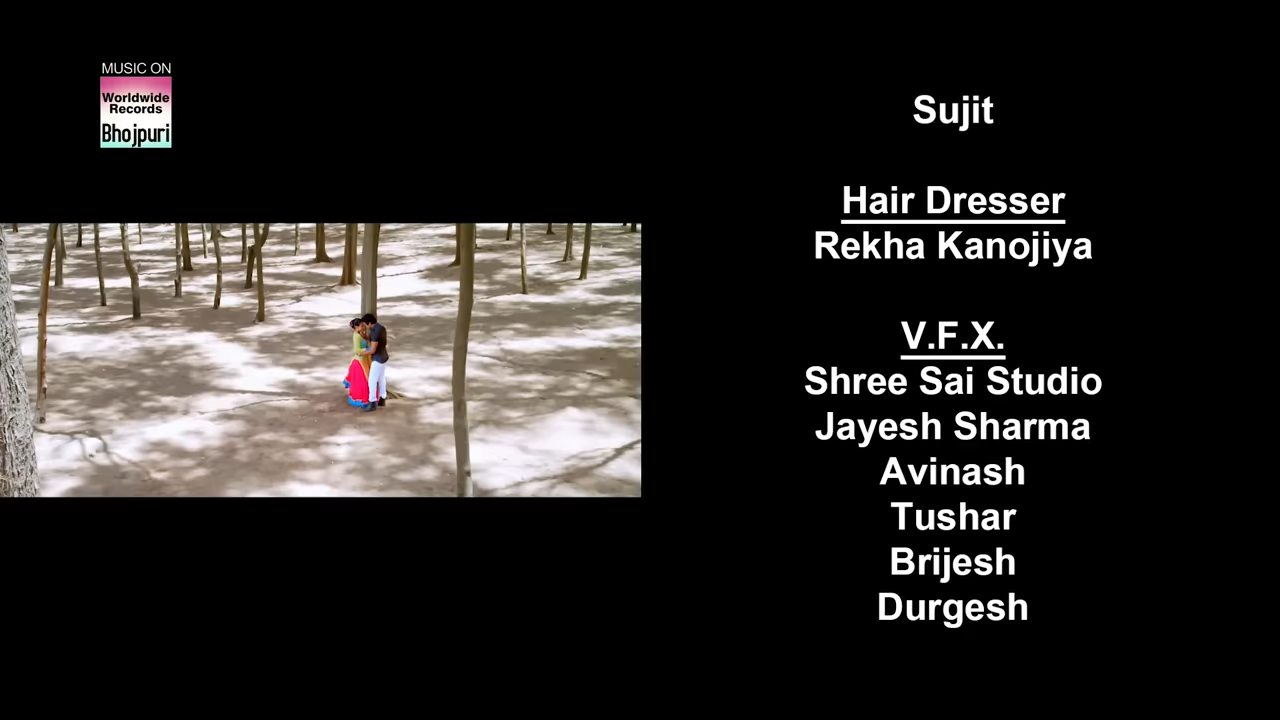 MUSIC ON
Worldwide
Records
Bhojpuri
Sujit
Hair Dresser
Rekha Kanojiya
V.F.X.
Shree Sai Studio
Jayesh Sharma
Avinash
Tushar
Brijesh
Durgesh